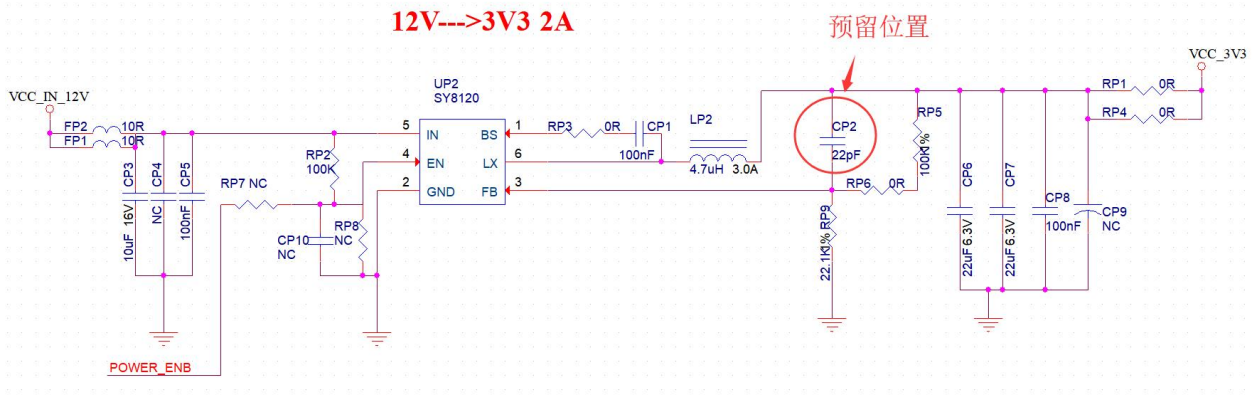 12V--->3V3 2A
预留位置
VCC_IN_12V
VCC_3V3
UP2
SY8120
FP2 10R
FP1 10R
CP3
10uF 16V
CP4
NC
CP5
100nF
RP2
100K
RP7 NC
CP10
NC
RP8
NC
5 IN
4 EN
2 GND
BS 1
LX 6
FB 3
RP3 0R
CP1
100nF
LP2
4.7uH 3.0A
CP2
22pF
RP5
100K1%
RP6 0R
RP9
22.1K1%
CP6
22uF 6.3V
CP7
22uF 6.3V
CP8
100nF
CP9
NC
RP1 0R
RP4 0R
POWER_ENB